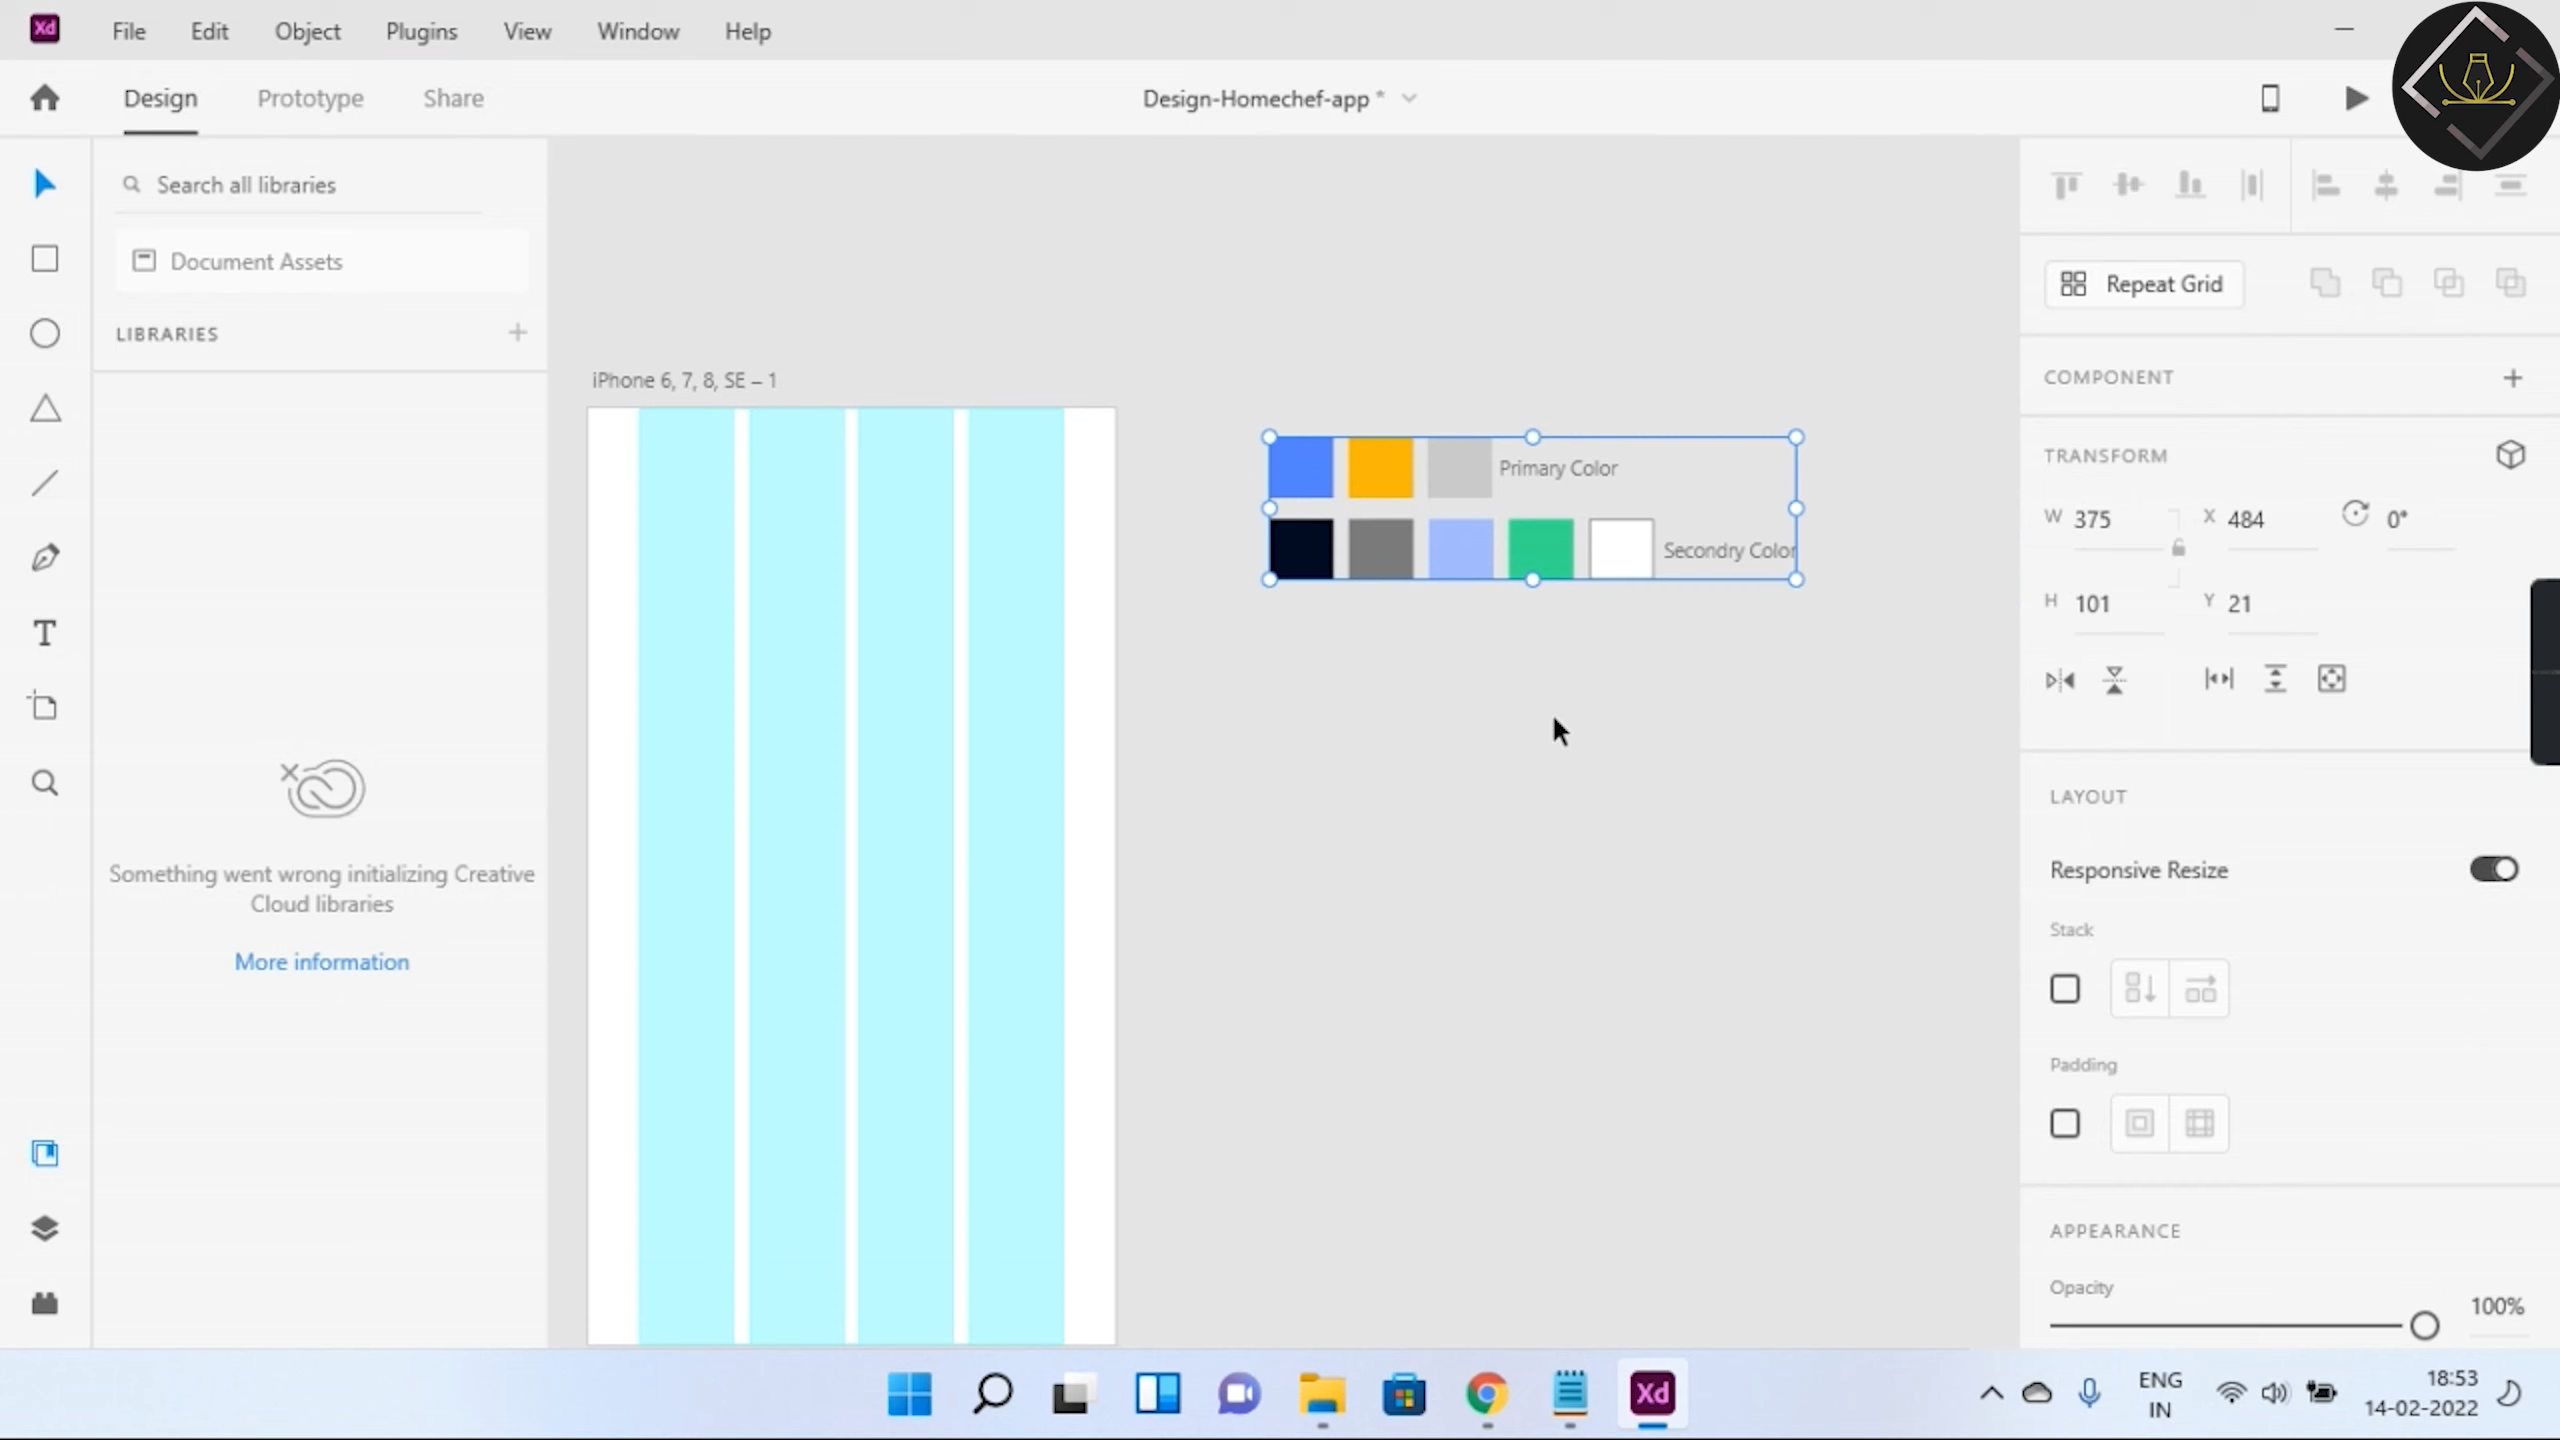 Xd
File Edit Object Plugins View Window Help
Design Prototype Share
Design-Homechef-app *
Search all libraries
Document Assets
LIBRARIES
Something went wrong initializing Creative
Cloud libraries
More information
iPhone 6, 7, 8, SE – 1
Primary Color
Secondry Color
Repeat Grid
COMPONENT
TRANSFORM
W 375 X 484 0°
H 101 Y 21
LAYOUT
Responsive Resize
Stack
Padding
APPEARANCE
Opacity
100%
Xd
ENG
IN
18:53
14-02-2022